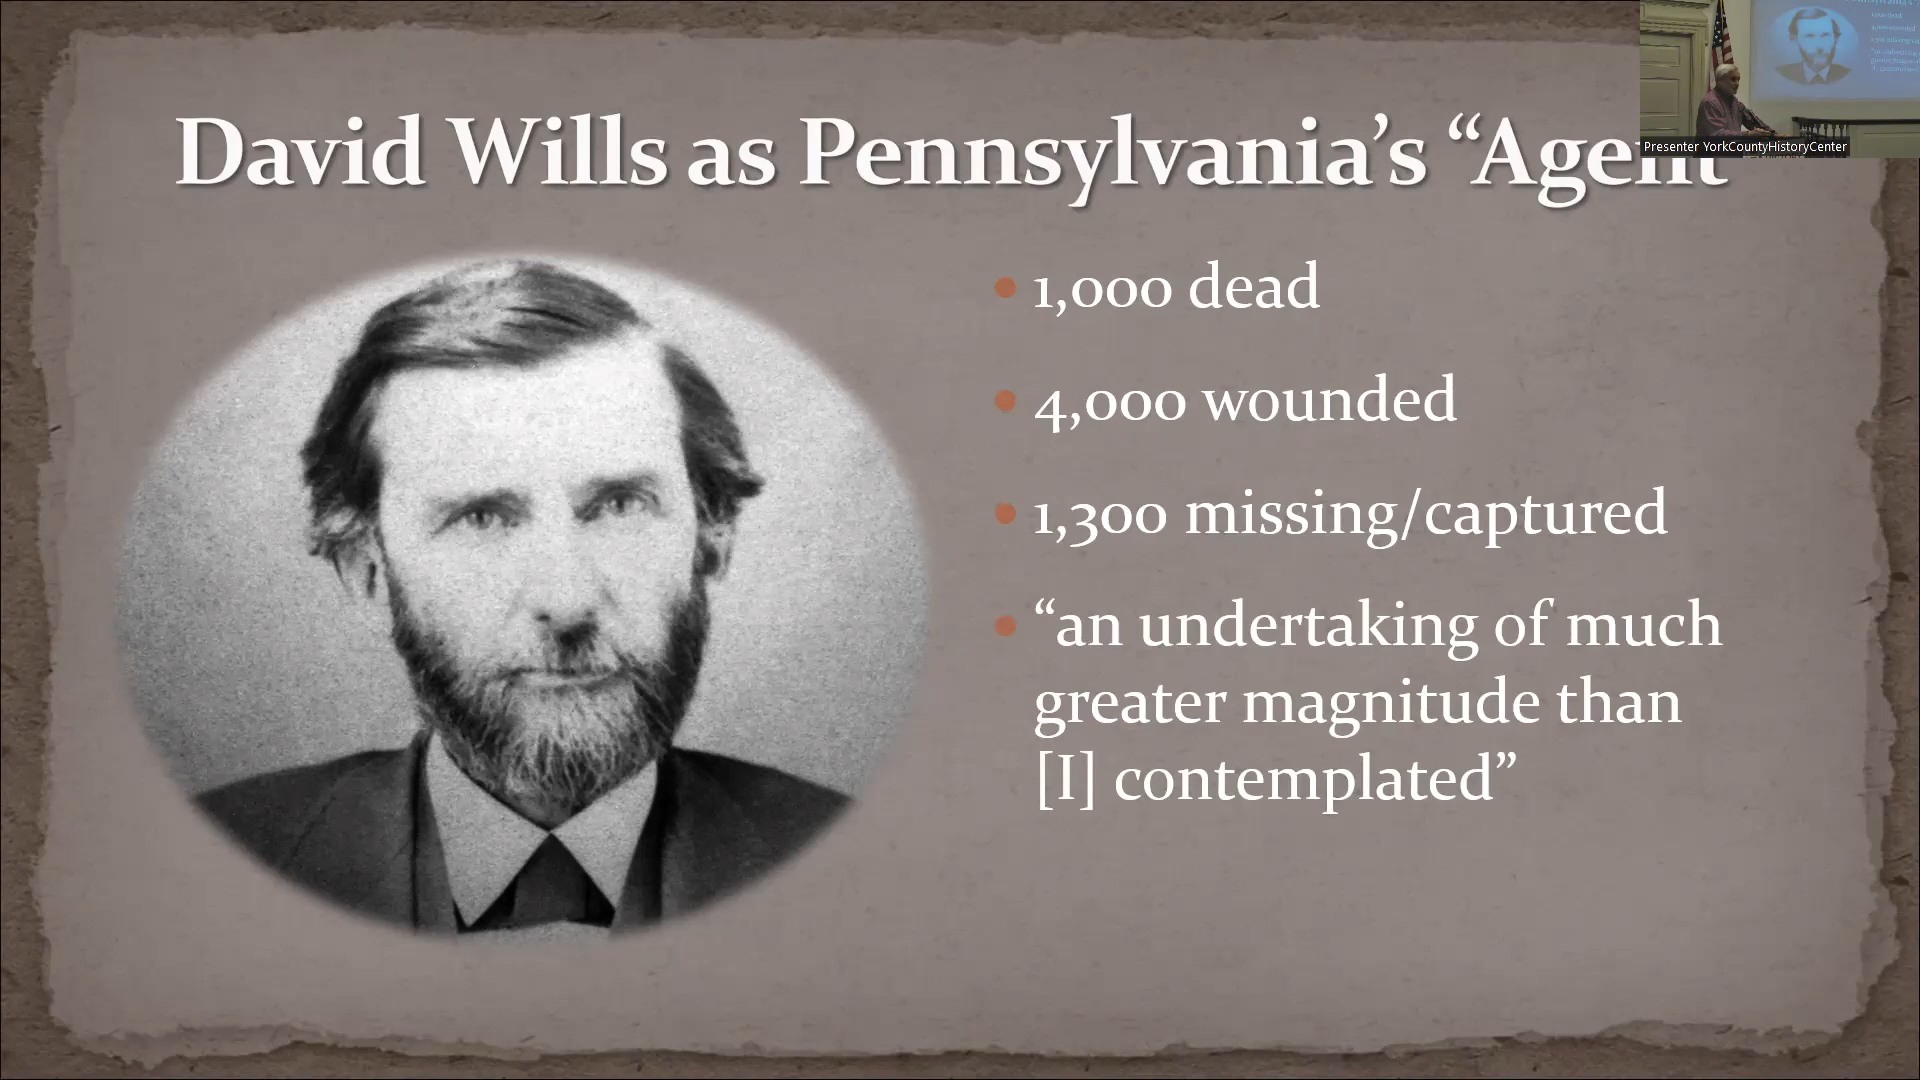 David Wills as Pennsylvania’s “Agent
• 1,000 dead
• 4,000 wounded
• 1,300 missing/captured
• “an undertaking of much
greater magnitude than
[I] contemplated”
Presenter YorkCountyHistoryCenter